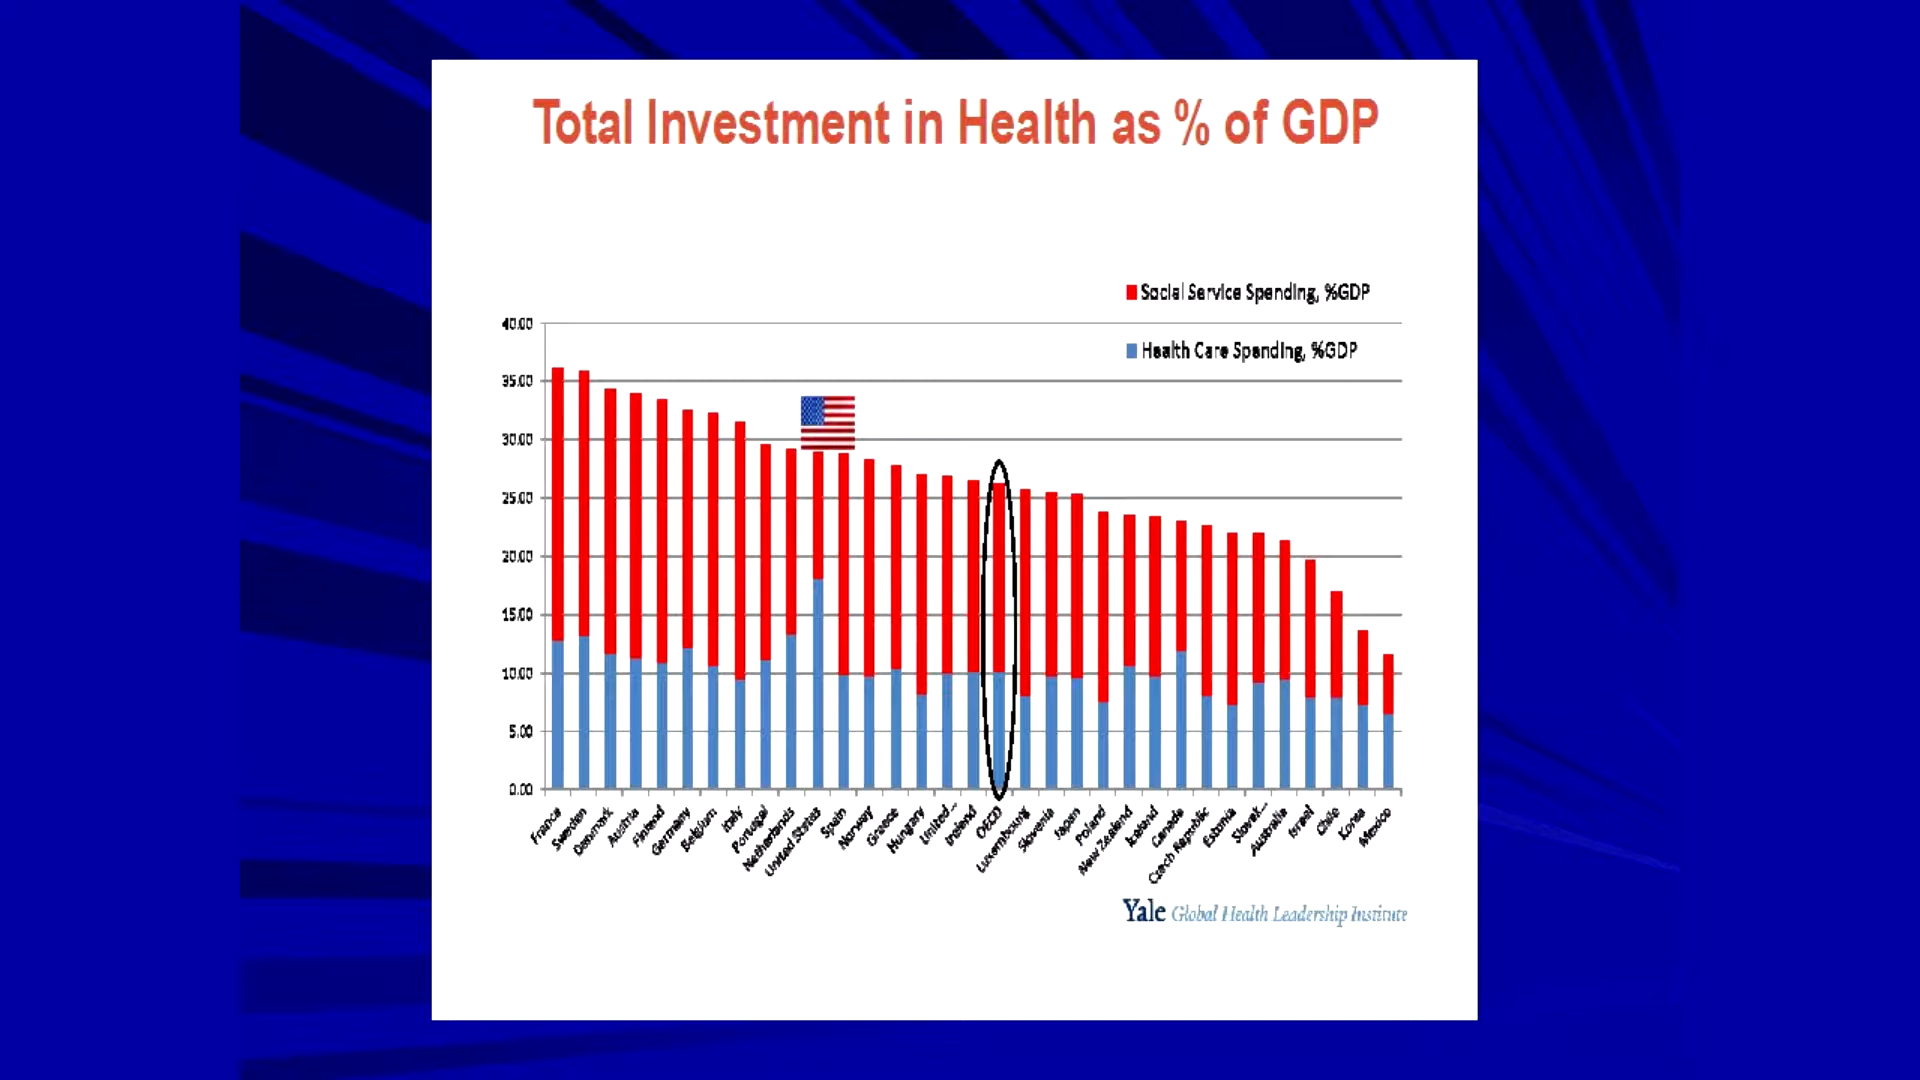 Total Investment in Health as % of GDP
Social Service Spending, %GDP
Health Care Spending, %GDP
40.00
35.00
30.00
25.00
20.00
15.00
10.00
5.00
0.00
France
Sweden
Denmark
Austria
Finland
Germany
Belgium
Italy
Portugal
Netherlands
United States
Spain
Norway
Greece
Hungary
United...
Ireland
OECD
Luxembourg
Slovenia
Japan
Poland
New Zealand
Iceland
Canada
Czech Republic
Estonia
Slovak...
Australia
Israel
Chile
Korea
Mexico
Yale Global Health Leadership Institute